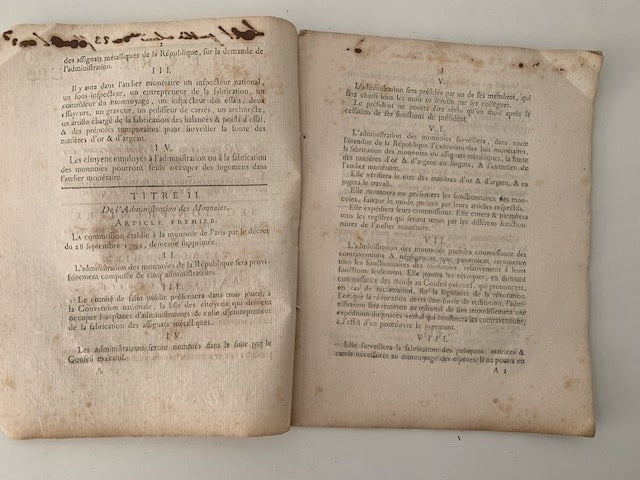 2
des assignats métalliques de la République, sur la demande de
l'administration.
III.
Il y aura dans l'atelier monétaire un inspecteur national,
un sous-inspecteur, un entrepreneur de la fabrication, un
contrôleur du monnoyage, un inspecteur des essais, deux
essayeurs, un graveur, un polisseur de carrés, un architecte,
un artiste chargé de la fabrication des balances & poids d'essai,
& des préposés temporaires pour surveiller la fonte des
matières d'or & d'argent.
IV.
Les citoyens employés à l'administration ou à la fabrication
des monnoies pourront seuls occuper des logemens dans
l'atelier monétaire.
TITRE II.
De l'Administration des Monnoies.
ARTICLE PREMIER.
La commission établie à la monnoie de Paris par le décret
du 18 septembre 1792, demeure supprimée.
II.
L'administration des monnoies de la République sera provi-
soirement composée de cinq administrateurs.
III.
Le comité de salut public présentera dans trois jours, à
la Convention nationale, la liste des citoyens qui doivent
occuper les places d'administrateurs & celle d'entrepreneur
de la fabrication des assignats métalliques.
IV.
Les administrateurs seront nommés dans la suite par le
Conseil exécutif.
3
V.
L'administration sera présidée par un de ses membres, qui
sera choisi tous les mois au scrutin par ses collègues.
Le président ne pourra être réélu qu'un mois après la
cessation de ses fonctions de président.
VI.
L'administration des monnoies surveillera, dans toute
l'étendue de la République, l'exécution des lois monétaires,
la fabrication des monnoies ou assignats métalliques, la fonte
des matières d'or & d'argent en lingots, & l'entretien de
l'atelier monétaire.
Elle vérifiera le titre des matières d'or & d'argent, & en
jugera le travail.
Elle nommera ou présentera les fonctionnaires des mon-
noies, suivant le mode prescrit par leurs articles respectifs.
Elle expédiera leurs commissions. Elle cotera & paraphera
tous les registres qui seront tenus par les différens fonction-
naires de l'atelier monétaire.
VII.
L'administration des monnoies prendra connoissance des
contraventions & négligences que pourroient commettre
tous les fonctionnaires des monnoies, relativement à leurs
fonctions seulement. Elle pourra les révoquer, en donnant
connoissance des motifs au Conseil exécutif, qui prononcera,
en cas de réclamation, sur la légitimité de la révocation.
Lorsque la révocation devra être suivie de punition, l'admi-
nistration sera remettre au tribunal de son arrondissement une
expédition du procès-verbal qui constatera les contraventions,
à l'effet d'en poursuivre le jugement.
VIII.
Elle surveillera la fabrication des poinçons, matrices &
carrés nécessaires au monnoyage des espèces. Il ne pourra en
A 2